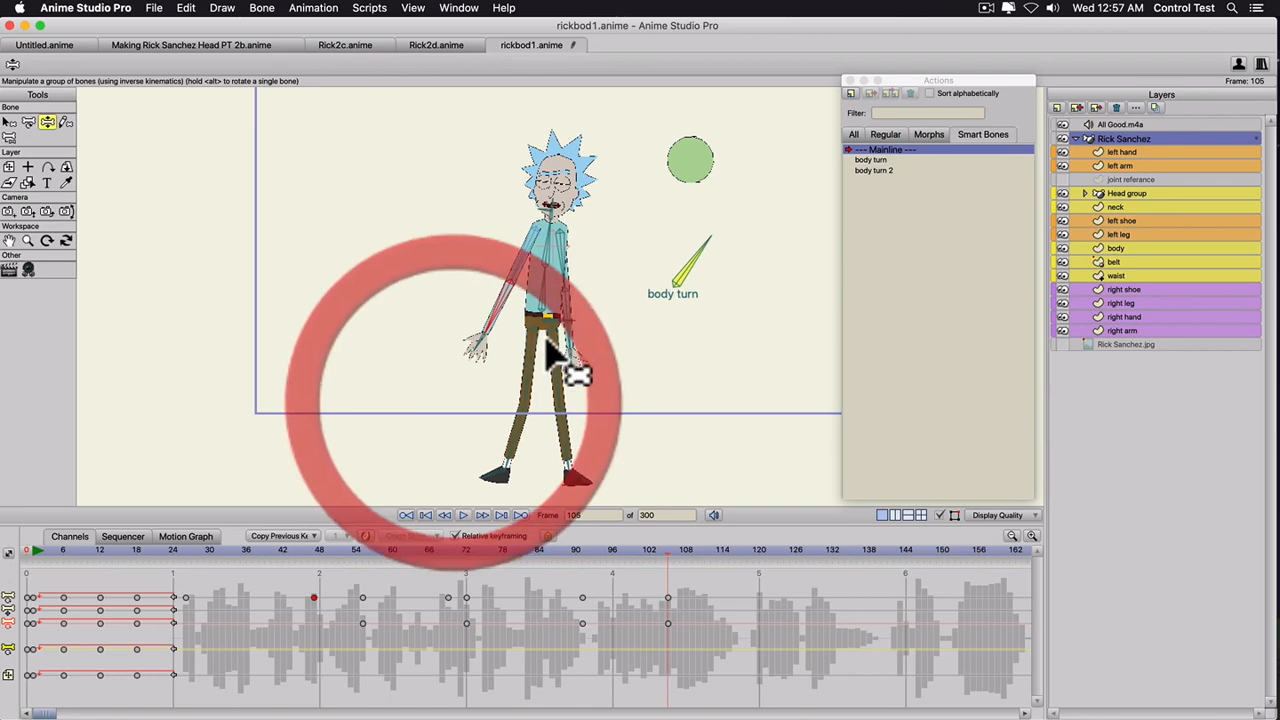 Anime Studio Pro File Edit Draw Bone Animation Scripts View Window Help Wed 12:57 AM Control Test
rickbod1.anime - Anime Studio Pro
Untitled.anime Making Rick Sanchez Head PT 2b.anime Rick2c.anime Rick2d.anime rickbod1.anime
Manipulate a group of bones (using inverse kinematics) (hold <alt> to rotate a single bone) Frame: 105
Tools
Bone
Layer
Camera
Workspace
Other
body turn
Actions
Sort alphabetically
Filter:
All Regular Morphs Smart Bones
--- Mainline ---
body turn
body turn 2
Layers
All Good.m4a
Rick Sanchez
left hand
left arm
joint referance
Head group
neck
left shoe
left leg
body
belt
waist
right shoe
right leg
right hand
right arm
Rick Sanchez.jpg
Frame 105 of 300 Display Quality
Channels Sequencer Motion Graph Copy Previous Ke 1 Relative keyframing
0 6 12 18 24 30 36 42 48 54 60 66 72 78 84 90 96 102 108 114 120 126 132 138 144 150 156 162
0 1 2 3 4 5 6